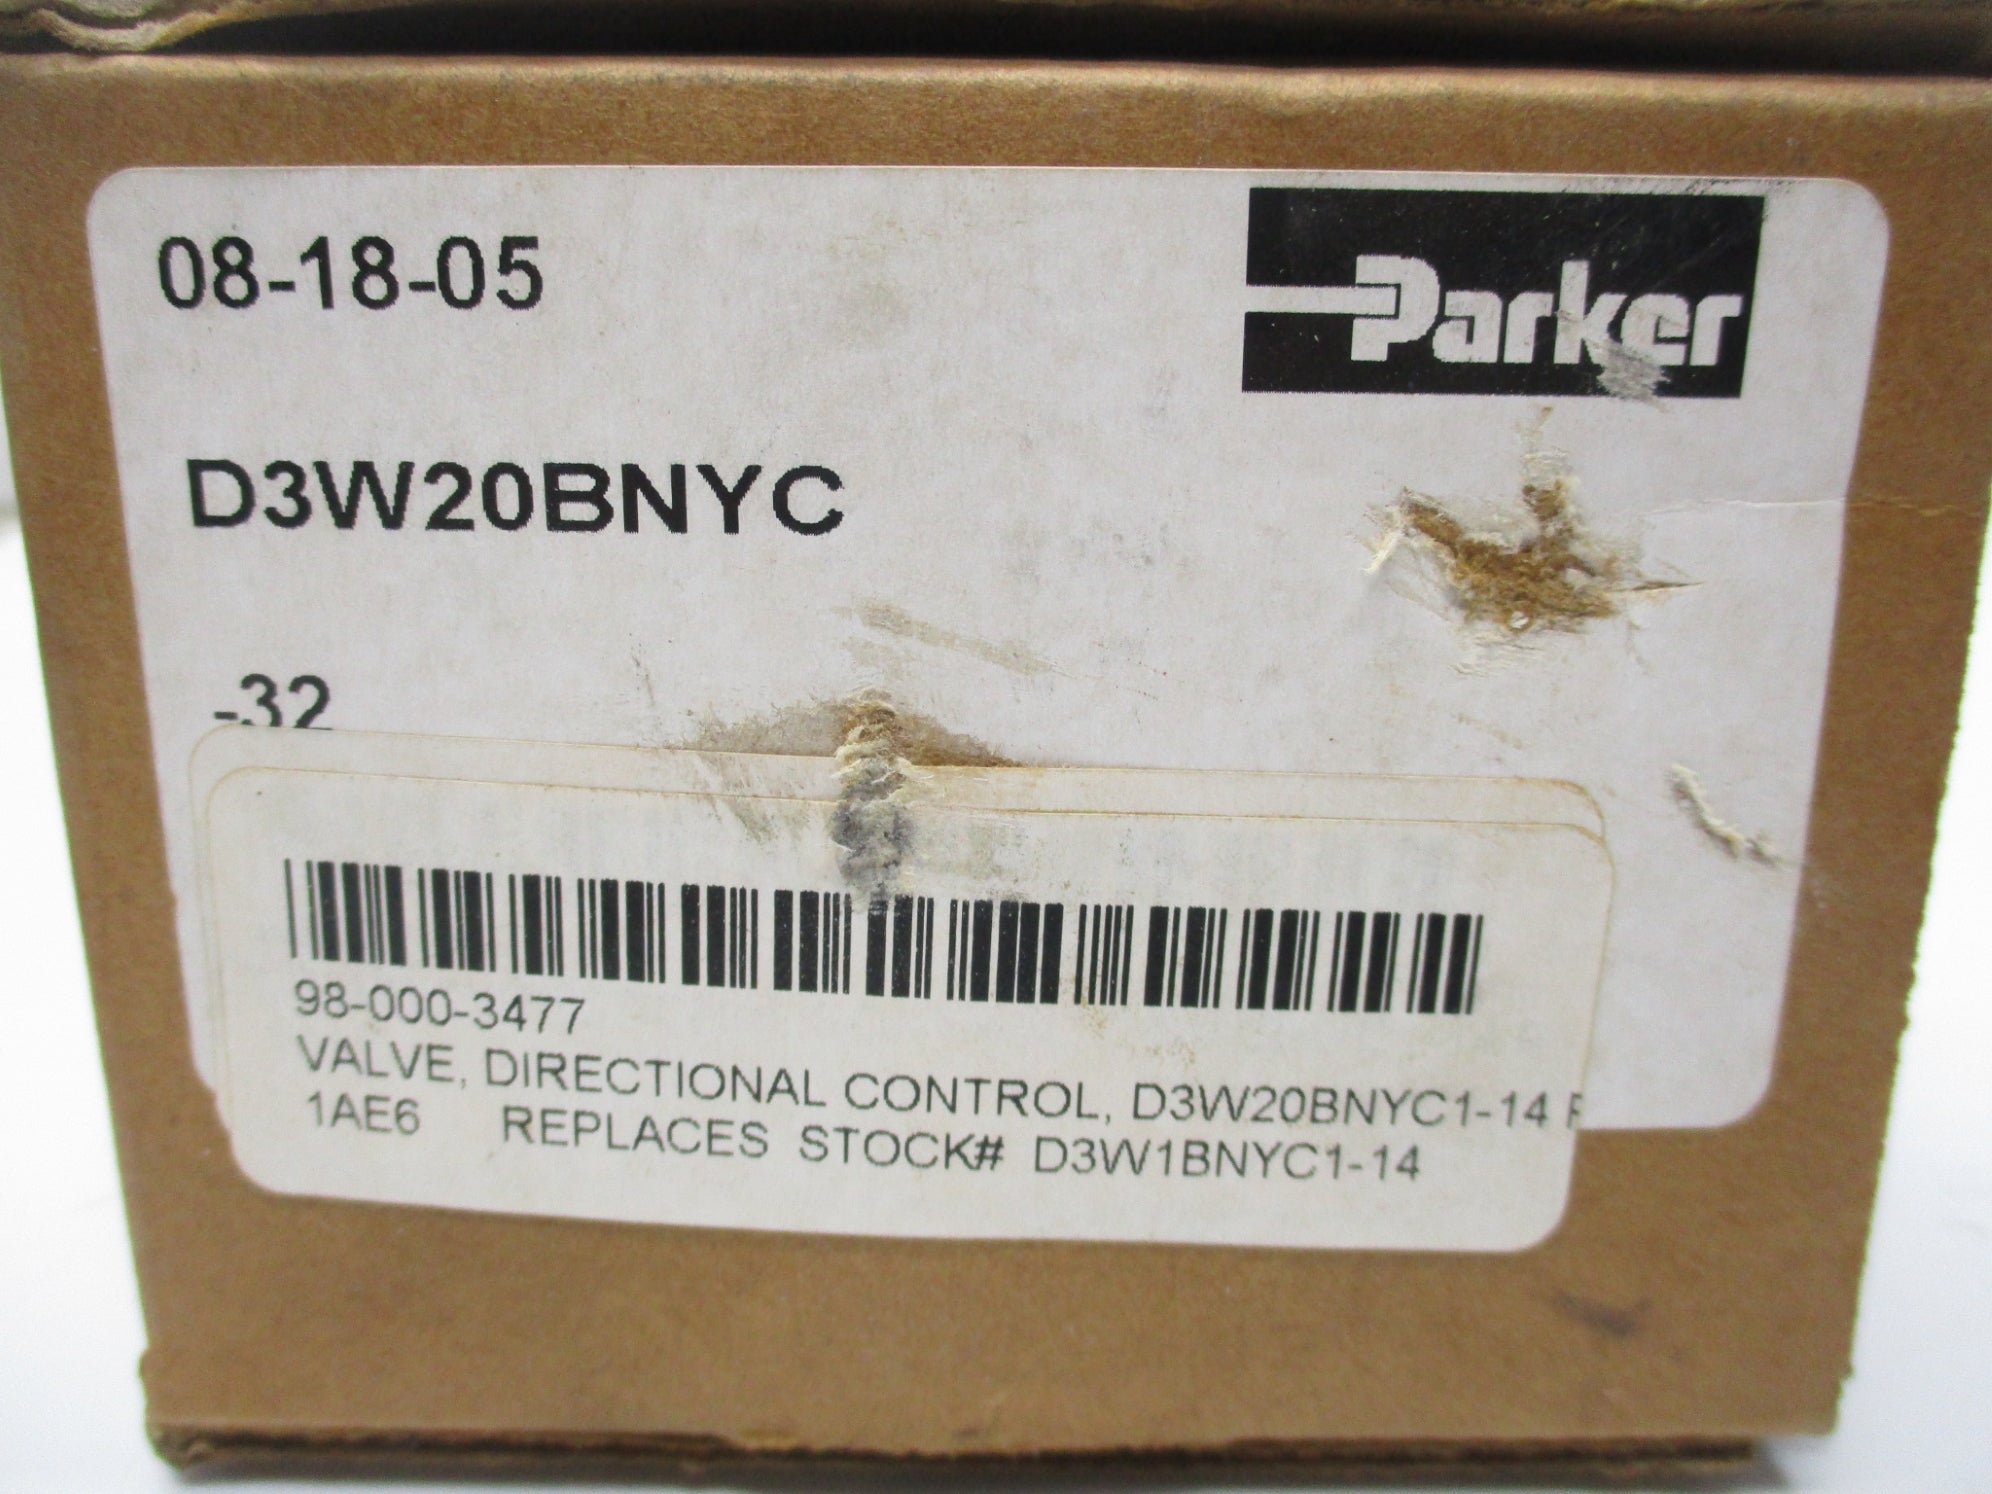 08-18-05
Parker
D3W20BNYC
-32
98-000-3477
VALVE, DIRECTIONAL CONTROL, D3W20BNYC1-14
1AE6 REPLACES STOCK# D3W1BNYC1-14